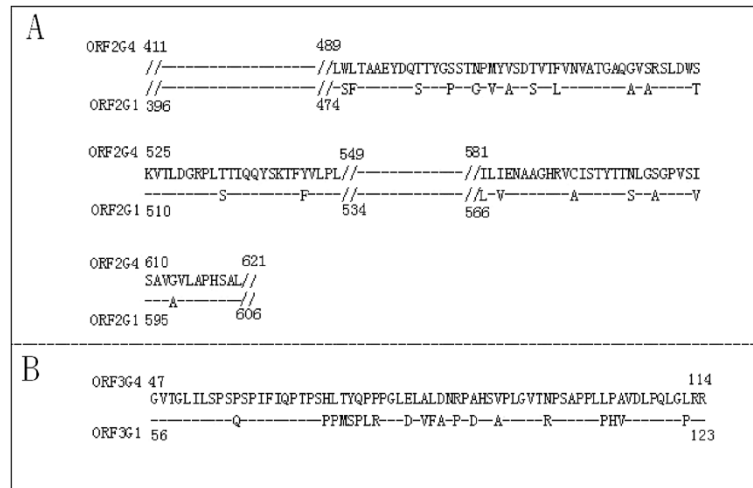 A
ORF2G4 411 489
//--------------------//LWLTAAEYDQTTYGSSTNPMYVSDTVTFVNVATGAQGVSRSLDWS
//--------------------// -SF--------S---P--G-V-A--S--L---------A-A------T
ORF2G1 396 474
ORF2G4 525 549 581
KVTLDGRPLTTIQQYSKTFYVLPL//--------------//ILIENAAGHRVCISTYTTNLGSGPVSI
---------S----------F----//--------------//L-V---------A------S--A-----V
ORF2G1 510 534 566
ORF2G4 610 621
SAVGVLAPHSAL//
---A--------//
ORF2G1 595 606
B
ORF3G4 47 114
GVTGLILSPSPSPIFIQPTPSHLTYQPPPGLELALDNRPAHSVPLGVTNPSAPPLLPAVDLPQLGLRR
-----------Q----------PPMSPLR---D-VFA-P-D--A-----N------PHV-------P--
ORF3G1 56 123